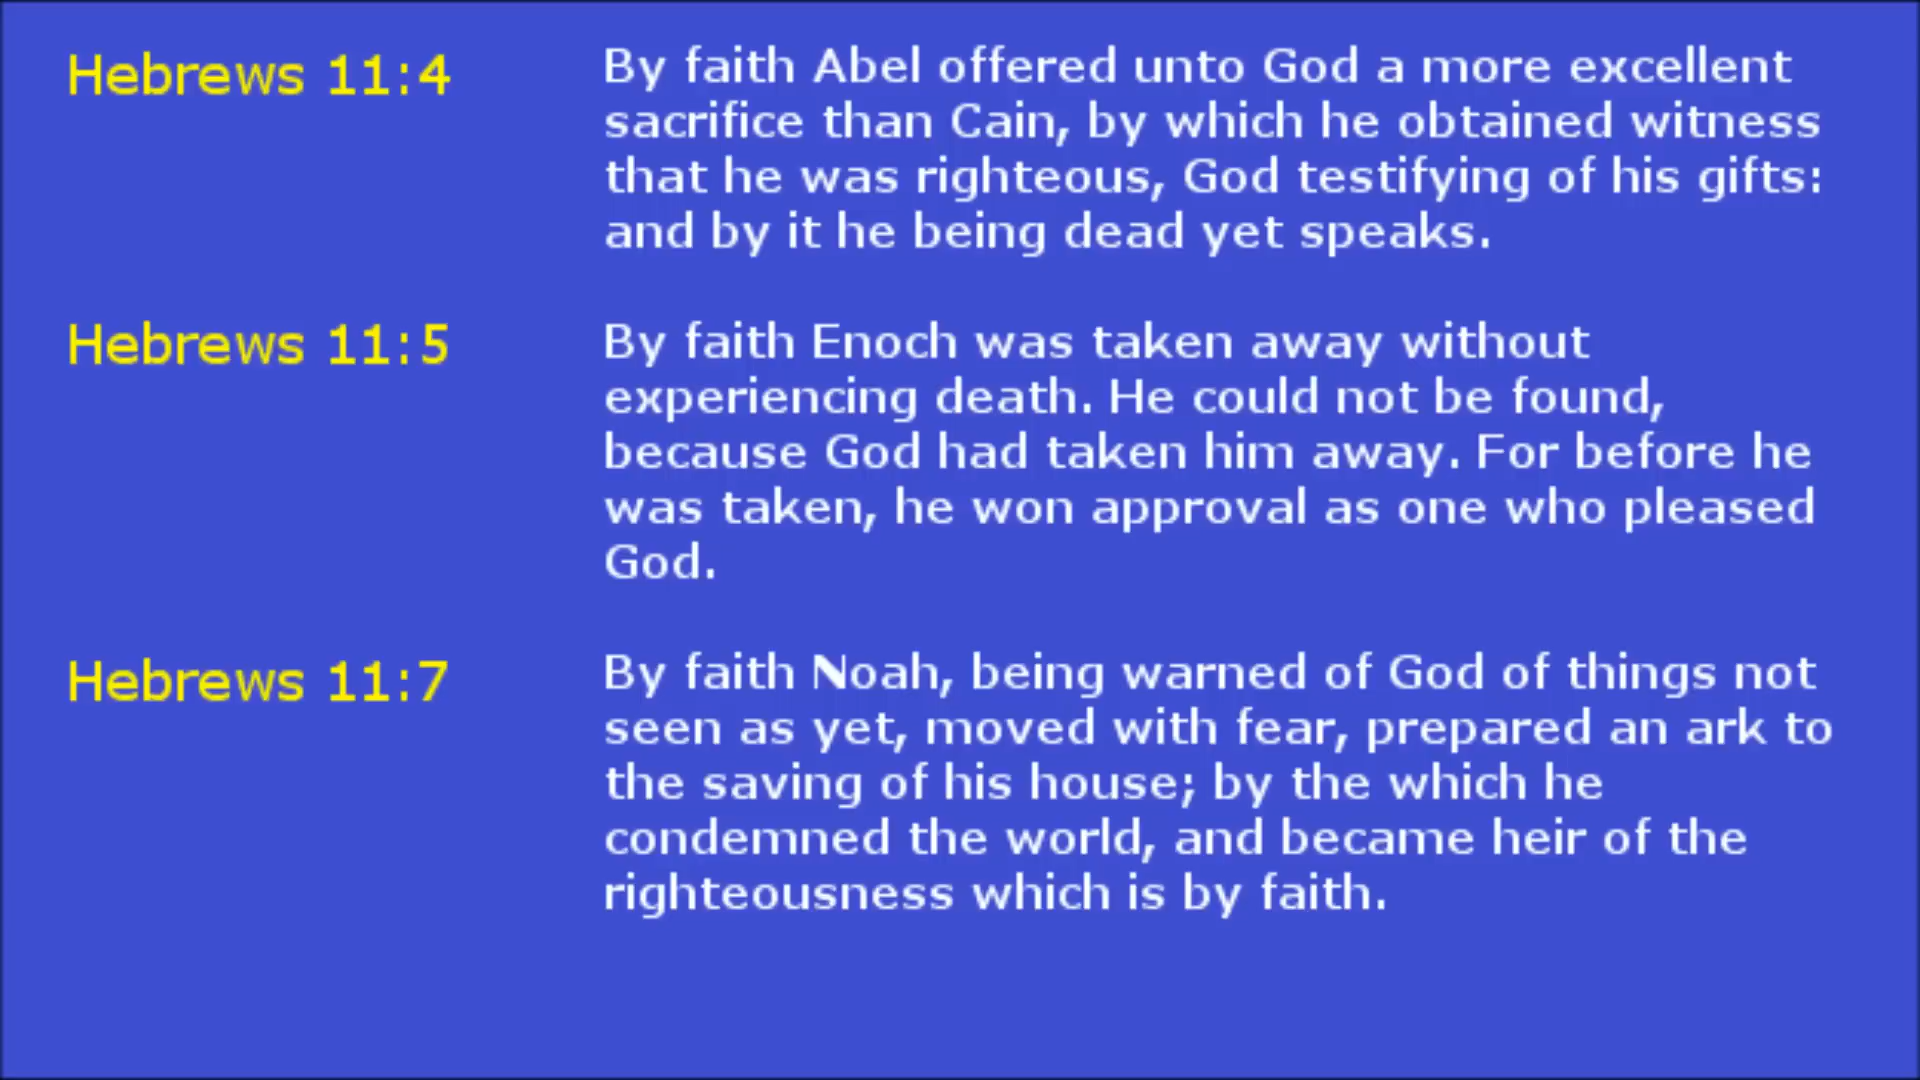 Hebrews 11:4
By faith Abel offered unto God a more excellent
sacrifice than Cain, by which he obtained witness
that he was righteous, God testifying of his gifts:
and by it he being dead yet speaks.
Hebrews 11:5
By faith Enoch was taken away without
experiencing death. He could not be found,
because God had taken him away. For before he
was taken, he won approval as one who pleased
God.
Hebrews 11:7
By faith Noah, being warned of God of things not
seen as yet, moved with fear, prepared an ark to
the saving of his house; by the which he
condemned the world, and became heir of the
righteousness which is by faith.